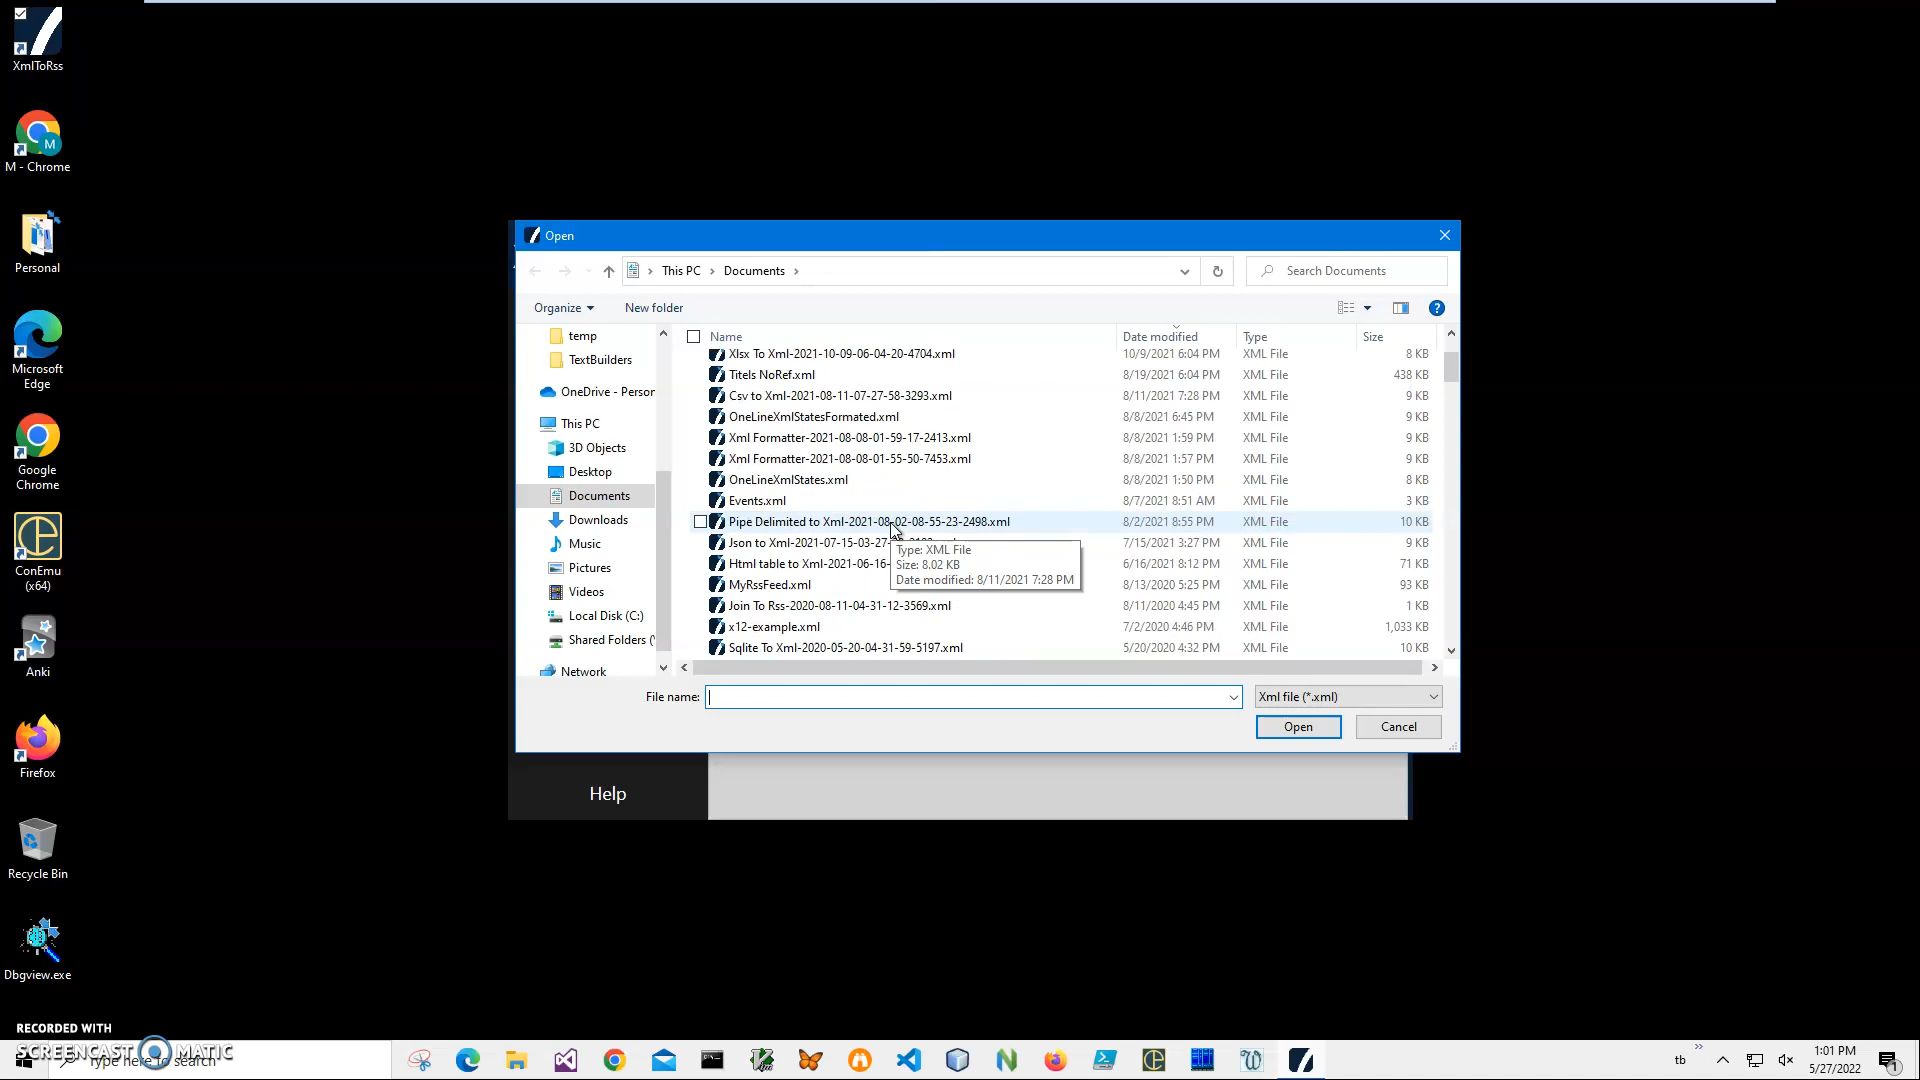 XmlToRss
M - Chrome
Personal
Microsoft
Edge
Google
Chrome
ConEmu
(x64)
Anki
Firefox
Recycle Bin
Dbgview.exe
Open
This PC
Documents
Search Documents
Organize
New folder
temp
TextBuilders
OneDrive - Person
This PC
3D Objects
Desktop
Documents
Downloads
Music
Pictures
Videos
Local Disk (C:)
Shared Folders (
Network
Name Date modified Type Size
Xlsx To Xml-2021-10-09-06-04-20-4704.xml 10/9/2021 6:04 PM XML File 8 KB
Titels NoRef.xml 8/19/2021 6:04 PM XML File 438 KB
Csv to Xml-2021-08-11-07-27-58-3293.xml 8/11/2021 7:28 PM XML File 9 KB
OneLineXmlStatesFormated.xml 8/8/2021 6:45 PM XML File 9 KB
Xml Formatter-2021-08-08-01-59-17-2413.xml 8/8/2021 1:59 PM XML File 9 KB
Xml Formatter-2021-08-08-01-55-50-7453.xml 8/8/2021 1:57 PM XML File 9 KB
OneLineXmlStates.xml 8/8/2021 1:50 PM XML File 8 KB
Events.xml 8/7/2021 8:51 AM XML File 3 KB
Pipe Delimited to Xml-2021-08-02-08-55-23-2498.xml 8/2/2021 8:55 PM XML File 10 KB
Json to Xml-2021-07-15-03-27- 7/15/2021 3:27 PM XML File 9 KB
Html table to Xml-2021-06-16- 6/16/2021 8:12 PM XML File 71 KB
MyRssFeed.xml 8/13/2020 5:25 PM XML File 93 KB
Join To Rss-2020-08-11-04-31-12-3569.xml 8/11/2020 4:45 PM XML File 1 KB
x12-example.xml 7/2/2020 4:46 PM XML File 1,033 KB
Sqlite To Xml-2020-05-20-04-31-59-5197.xml 5/20/2020 4:32 PM XML File 10 KB
Type: XML File
Size: 8.02 KB
Date modified: 8/11/2021 7:28 PM
File name:
Xml file (*.xml)
Open
Cancel
Help
RECORDED WITH
SCREENCAST MATIC
Type here to search
tb
1:01 PM
5/27/2022